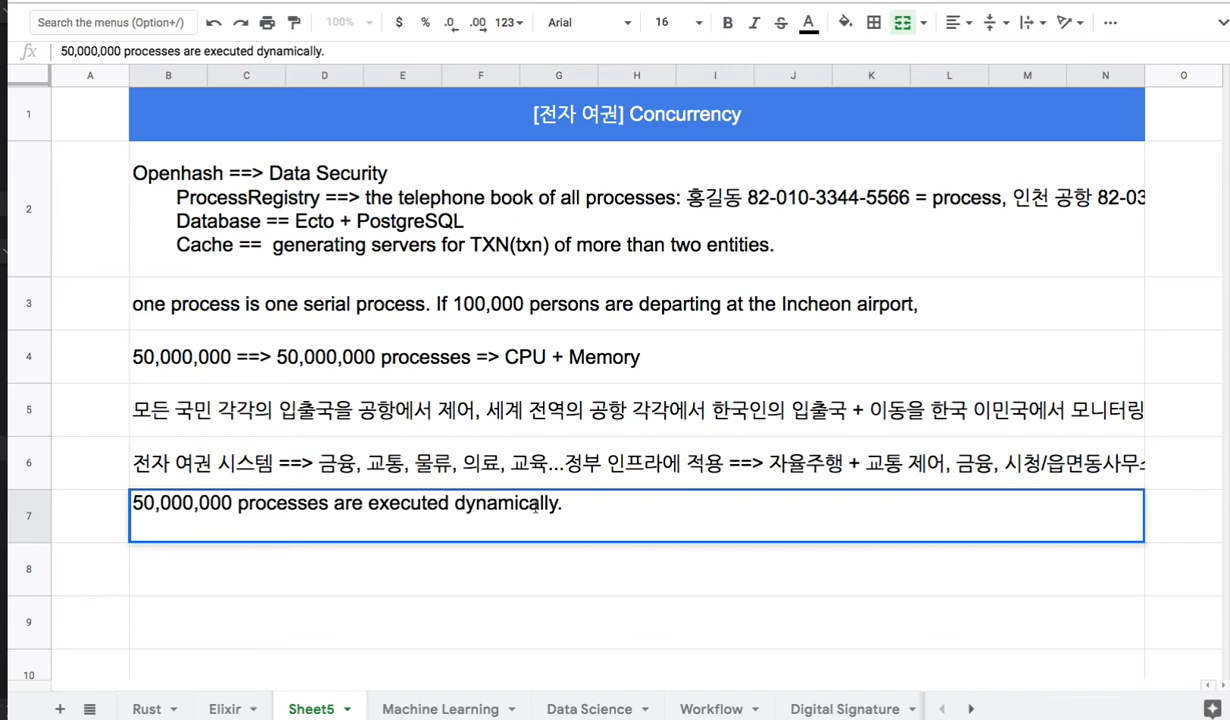 Search the menus (Option+/) 100% $ % .0 .00 123 Arial 16 B I S A
fx 50,000,000 processes are executed dynamically.
A B C D E F G H I J K L M N O
1 [전자 여권] Concurrency
2 Openhash ==> Data Security
ProcessRegistry ==> the telephone book of all processes: 홍길동 82-010-3344-5566 = process, 인천 공항 82-03
Database == Ecto + PostgreSQL
Cache == generating servers for TXN(txn) of more than two entities.
3 one process is one serial process. If 100,000 persons are departing at the Incheon airport,
4 50,000,000 ==> 50,000,000 processes => CPU + Memory
5 모든 국민 각각의 입출국을 공항에서 제어, 세계 전역의 공항 각각에서 한국인의 입출국 + 이동을 한국 이민국에서 모니터링
6 전자 여권 시스템 ==> 금융, 교통, 물류, 의료, 교육...정부 인프라에 적용 ==> 자율주행 + 교통 제어, 금융, 시청/읍면동사무
7 50,000,000 processes are executed dynamically.
8
9
10
Rust Elixir Sheet5 Machine Learning Data Science Workflow Digital Signature